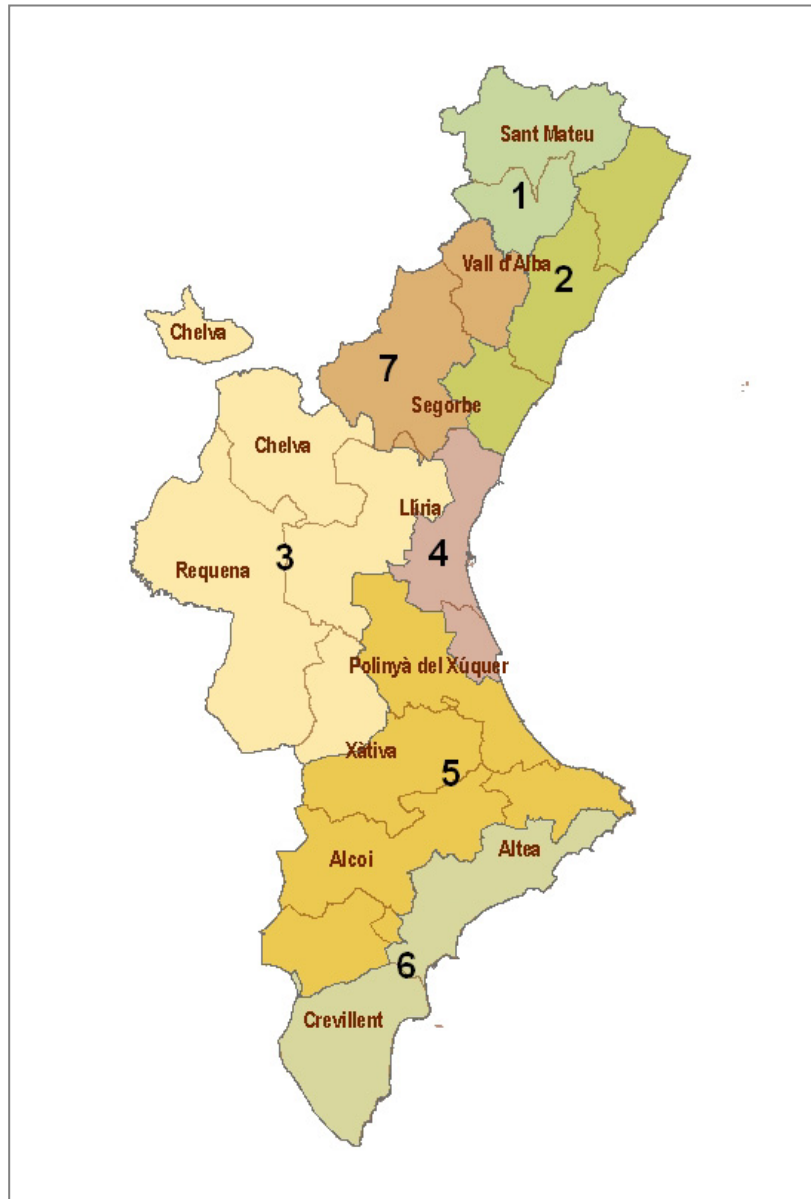 Sant Mateu
1
Vall d'Alba
2
Chelva
7
Segorbe
Chelva
Llíria
3
4
Requena
Polinyà del Xúquer
Xàtiva
5
Alcoi
Altea
6
Crevillent